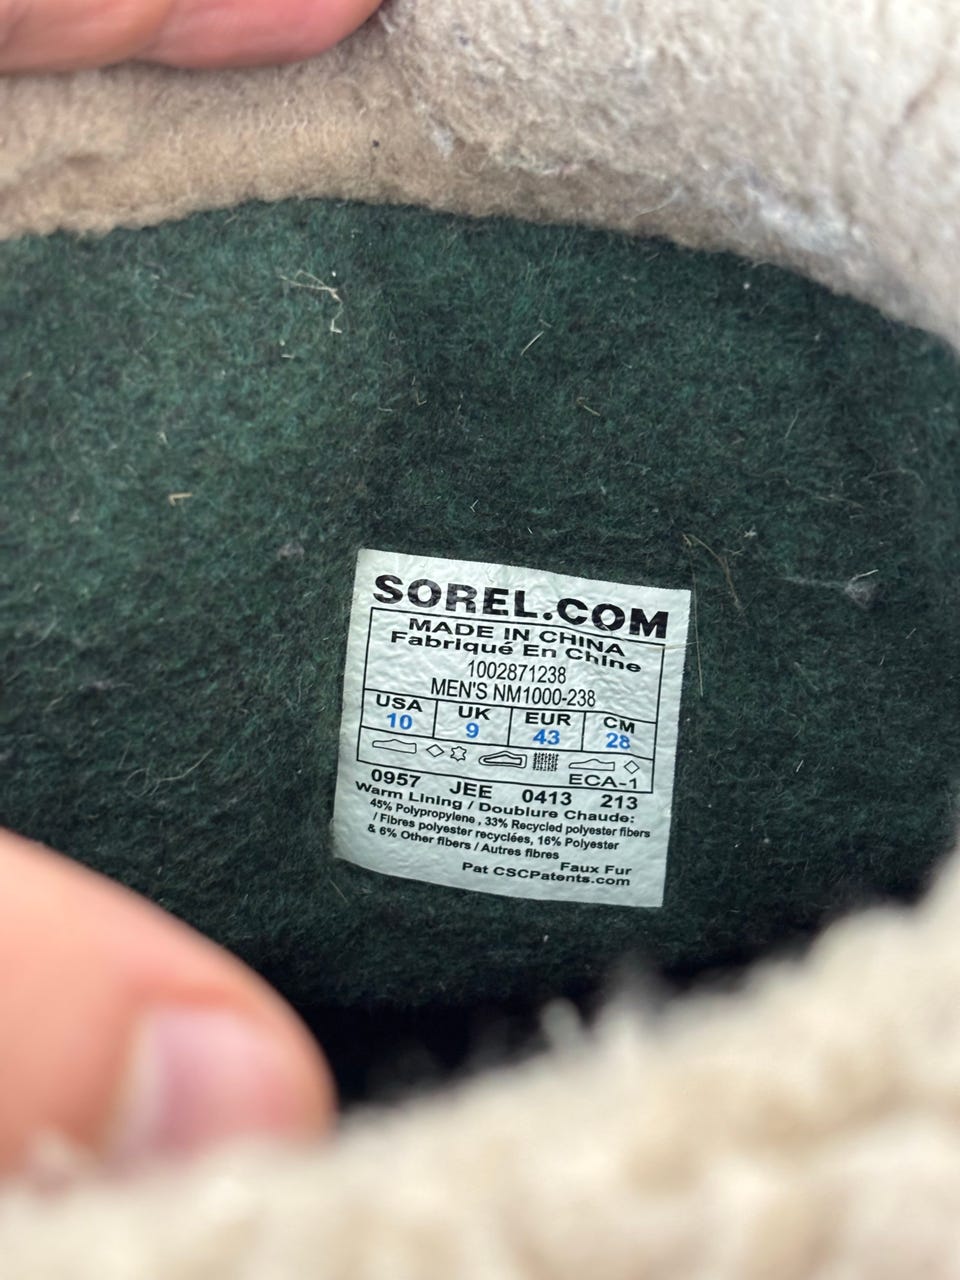 SOREL.COM
MADE IN CHINA
Fabriqué En Chine
1002871238
MEN'S NM1000-238
USA UK EUR CM
10 9 43 28
ECA-1
0957 JEE 0413 213
Warm Lining / Doublure Chaude:
45% Polypropylene , 33% Recycled polyester fibers
/ Fibres polyester recyclées, 16% Polyester
& 6% Other fibers / Autres fibres
Faux Fur
Pat CSCPatents.com